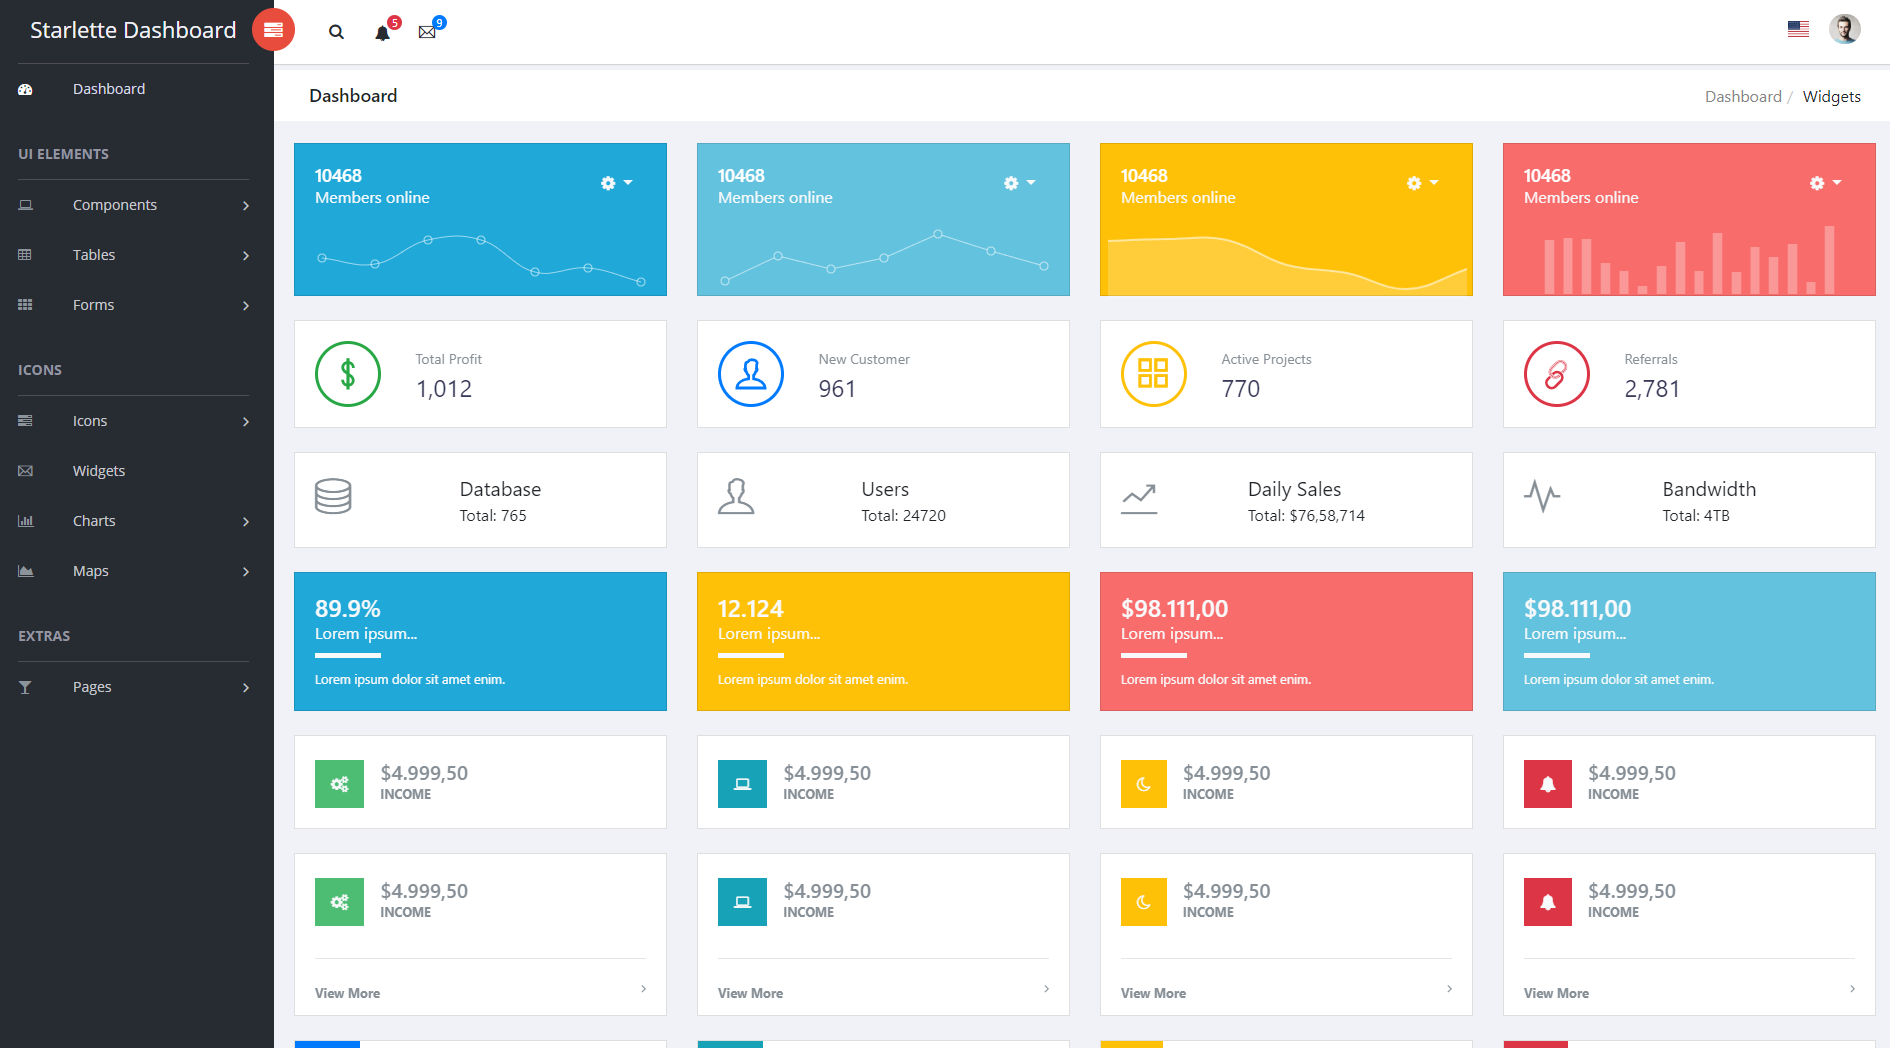 Starlette Dashboard
5
9
Dashboard
UI ELEMENTS
Components
Tables
Forms
ICONS
Icons
Widgets
Charts
Maps
EXTRAS
Pages
Dashboard
Dashboard / Widgets
10468
Members online
10468
Members online
10468
Members online
10468
Members online
Total Profit
1,012
New Customer
961
Active Projects
770
Referrals
2,781
Database
Total: 765
Users
Total: 24720
Daily Sales
Total: $76,58,714
Bandwidth
Total: 4TB
89.9%
Lorem ipsum...
Lorem ipsum dolor sit amet enim.
12.124
Lorem ipsum...
Lorem ipsum dolor sit amet enim.
$98.111,00
Lorem ipsum...
Lorem ipsum dolor sit amet enim.
$98.111,00
Lorem ipsum...
Lorem ipsum dolor sit amet enim.
$4.999,50
INCOME
$4.999,50
INCOME
$4.999,50
INCOME
$4.999,50
INCOME
$4.999,50
INCOME
View More
$4.999,50
INCOME
View More
$4.999,50
INCOME
View More
$4.999,50
INCOME
View More